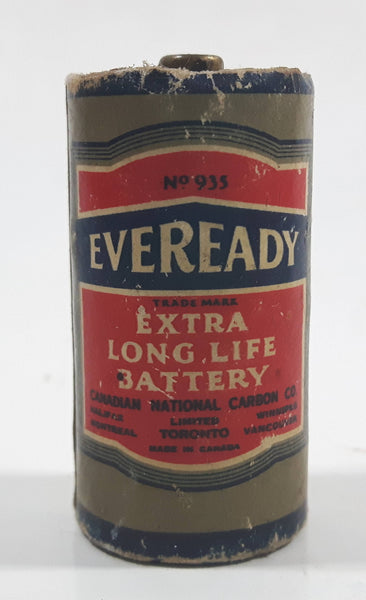 No 935
EVEREADY
TRADE MARK
EXTRA
LONG LIFE
BATTERY
CANADIAN NATIONAL CARBON CO.
HALIFAX LIMITED WINNIPEG
MONTREAL TORONTO VANCOUVER
MADE IN CANADA